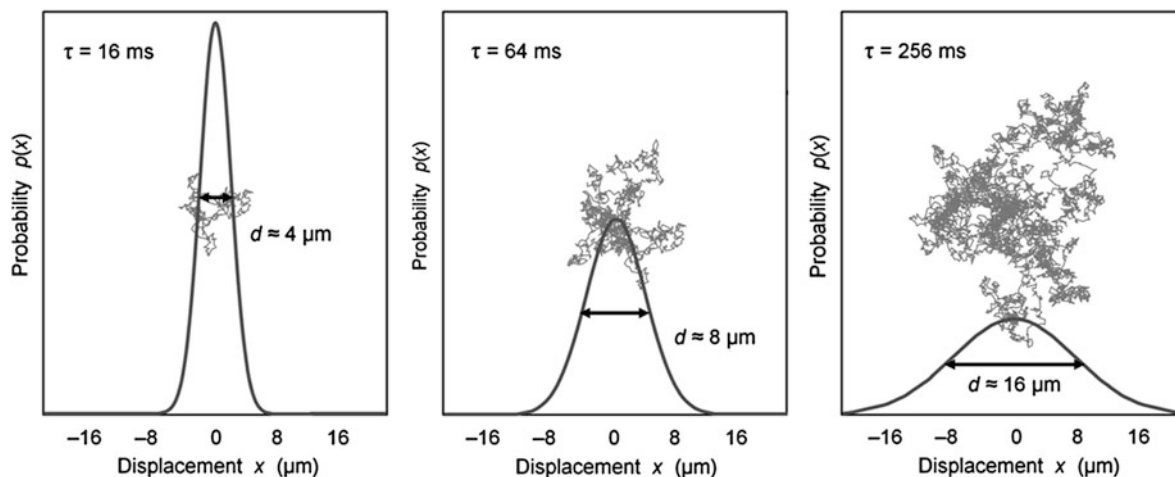 τ = 16 ms
Probability p(x)
d ≈ 4 µm
–16 –8 0 8 16
Displacement x (µm)
τ = 64 ms
Probability p(x)
d ≈ 8 µm
–16 –8 0 8 16
Displacement x (µm)
τ = 256 ms
Probability p(x)
d ≈ 16 µm
–16 –8 0 8 16
Displacement x (µm)